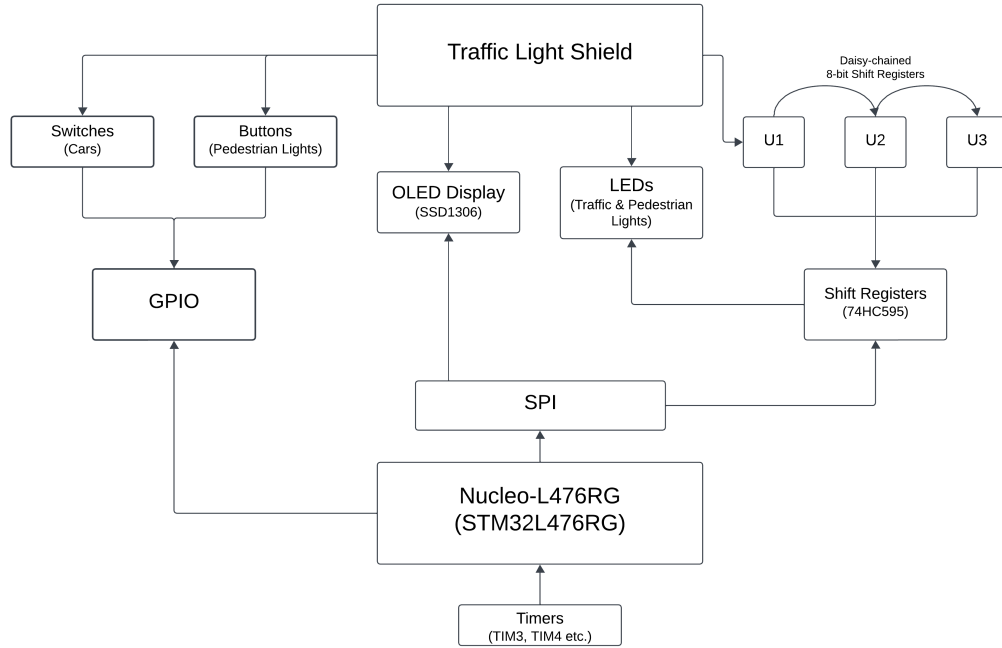 Traffic Light Shield
Daisy-chained
8-bit Shift Registers
Switches
(Cars)
Buttons
(Pedestrian Lights)
U1
U2
U3
OLED Display
(SSD1306)
LEDs
(Traffic & Pedestrian
Lights)
GPIO
Shift Registers
(74HC595)
SPI
Nucleo-L476RG
(STM32L476RG)
Timers
(TIM3, TIM4 etc.)